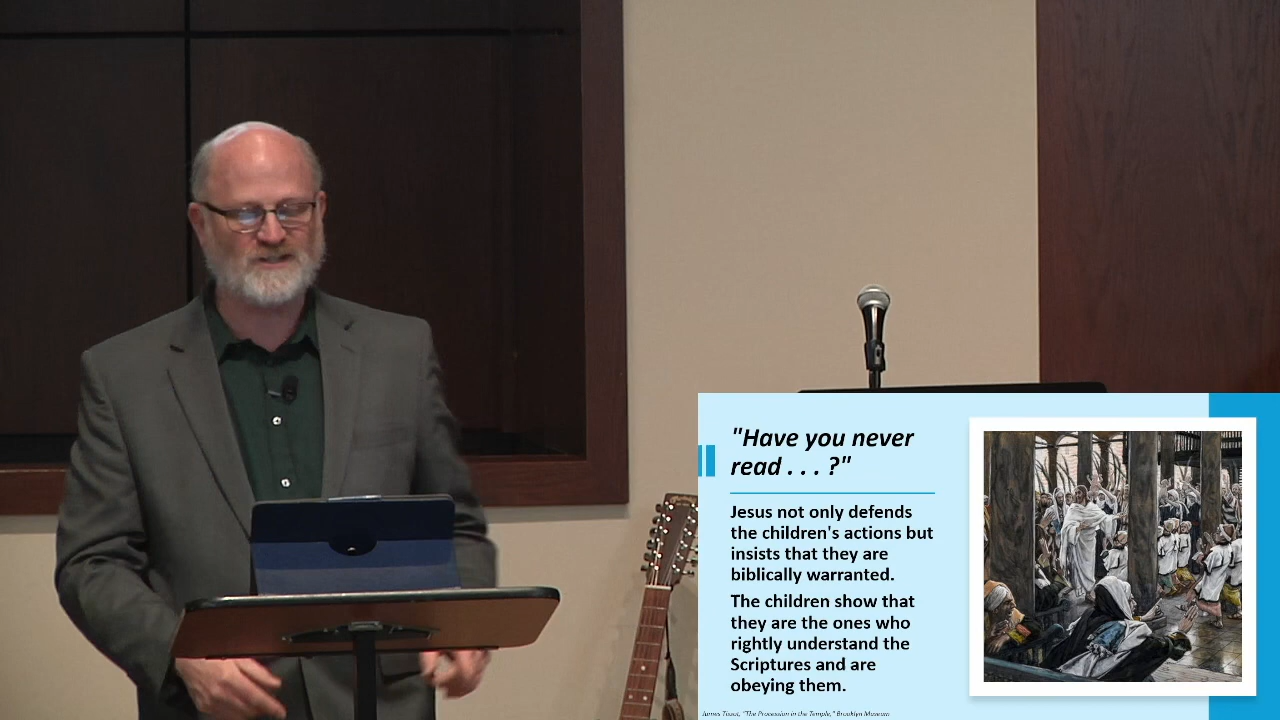 "Have you never
read . . . ?"
Jesus not only defends
the children's actions but
insists that they are
biblically warranted.
The children show that
they are the ones who
rightly understand the
Scriptures and are
obeying them.
James Tissot, "The Procession in the Temple," Brooklyn Museum